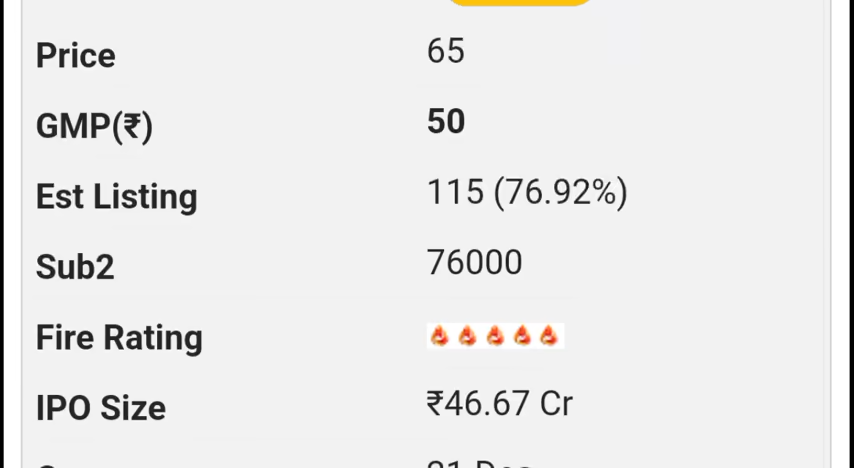 Price 65
GMP(₹) 50
Est Listing 115 (76.92%)
Sub2 76000
Fire Rating
IPO Size ₹46.67 Cr